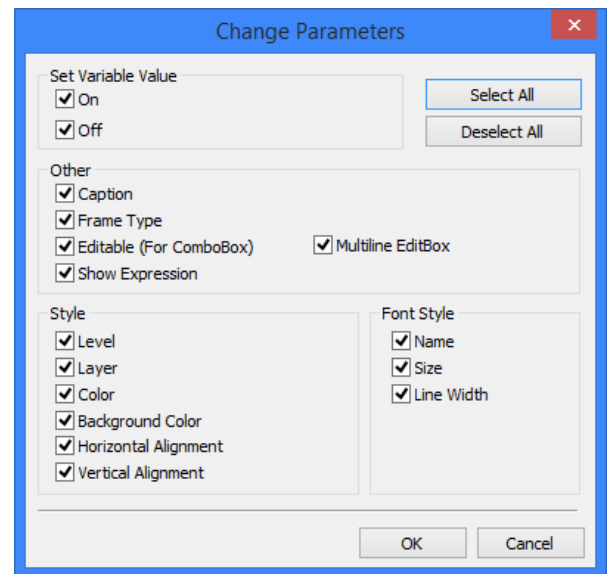 Change Parameters
Set Variable Value
On
Off
Select All
Deselect All
Other
Caption
Frame Type
Editable (For ComboBox)
Multiline EditBox
Show Expression
Style
Level
Layer
Color
Background Color
Horizontal Alignment
Vertical Alignment
Font Style
Name
Size
Line Width
OK
Cancel